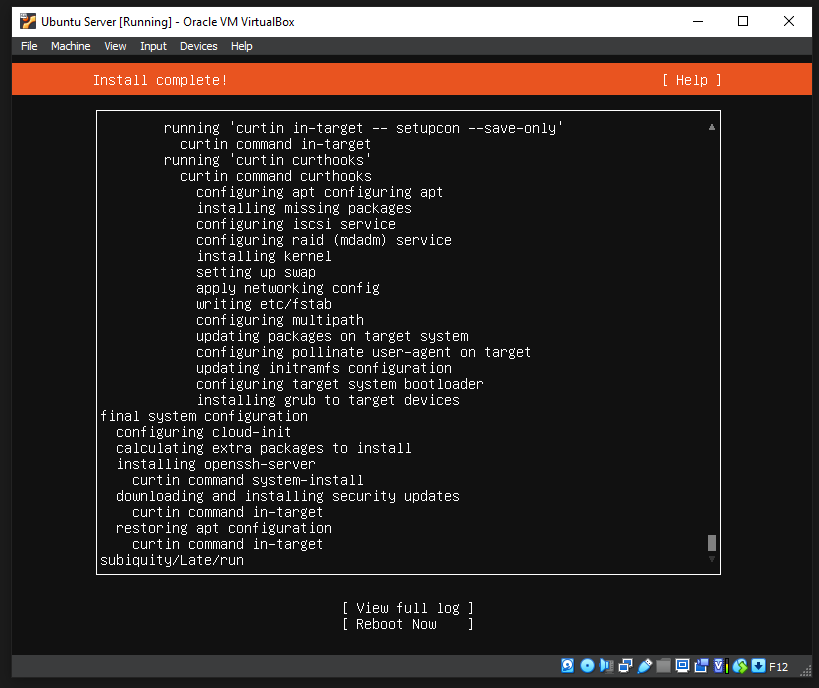 Ubuntu Server [Running] - Oracle VM VirtualBox
File Machine View Input Devices Help
Install complete! [ Help ]
running 'curtin in-target -- setupcon --save-only'
curtin command in-target
running 'curtin curthooks'
curtin command curthooks
configuring apt configuring apt
installing missing packages
configuring iscsi service
configuring raid (mdadm) service
installing kernel
setting up swap
apply networking config
writing etc/fstab
configuring multipath
updating packages on target system
configuring pollinate user-agent on target
updating initramfs configuration
configuring target system bootloader
installing grub to target devices
final system configuration
configuring cloud-init
calculating extra packages to install
installing openssh-server
curtin command system-install
downloading and installing security updates
curtin command in-target
restoring apt configuration
curtin command in-target
subiquity/Late/run
[ View full log ]
[ Reboot Now ]
F12